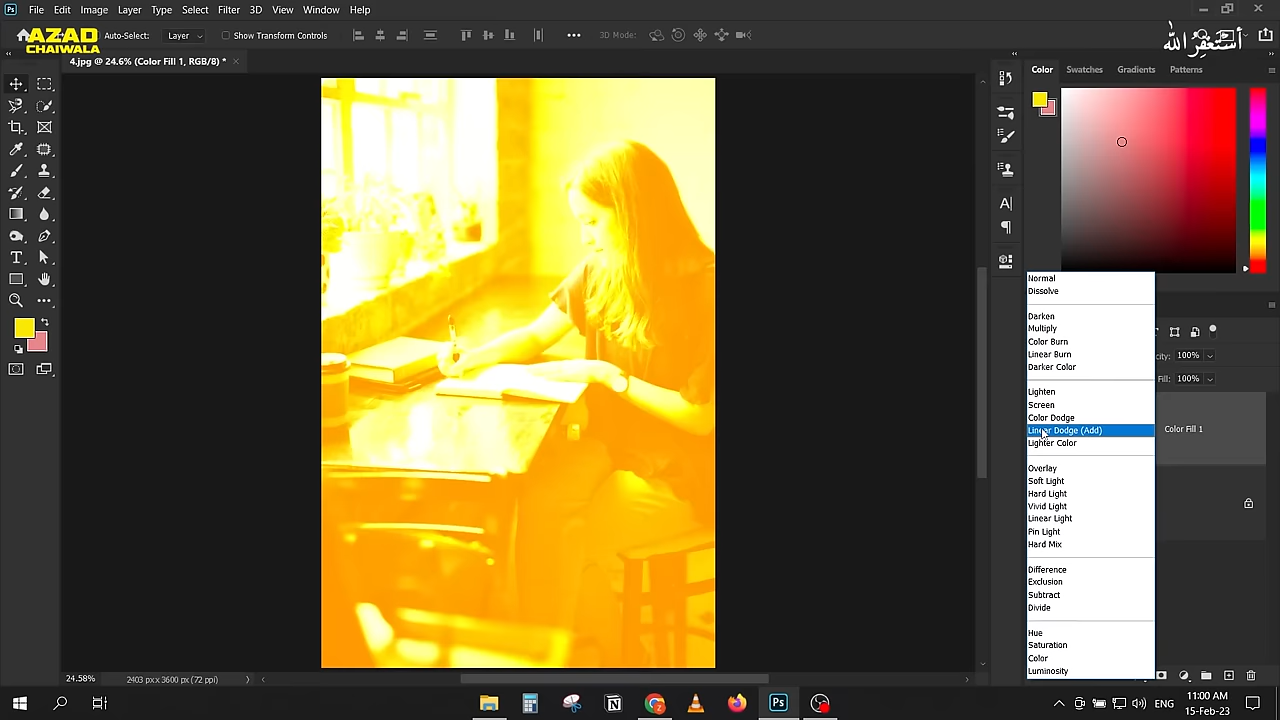 Ps File Edit Image Layer Type Select Filter 3D View Window Help
AZAD
CHAIWALA
Auto-Select: Layer Show Transform Controls 3D Mode:
أستغفر الله
4.jpg @ 24.6% (Color Fill 1, RGB/8) *
Color Swatches Gradients Patterns
Normal
Dissolve
Darken
Multiply
Color Burn
Linear Burn
Darker Color
Lighten
Screen
Color Dodge
Linear Dodge (Add)
Lighter Color
Overlay
Soft Light
Hard Light
Vivid Light
Linear Light
Pin Light
Hard Mix
Difference
Exclusion
Subtract
Divide
Hue
Saturation
Color
Luminosity
100%
Fill: 100%
Color Fill 1
24.58% 2403 px x 3600 px (72 ppi)
Ps
ENG
11:00 AM
15-Feb-23